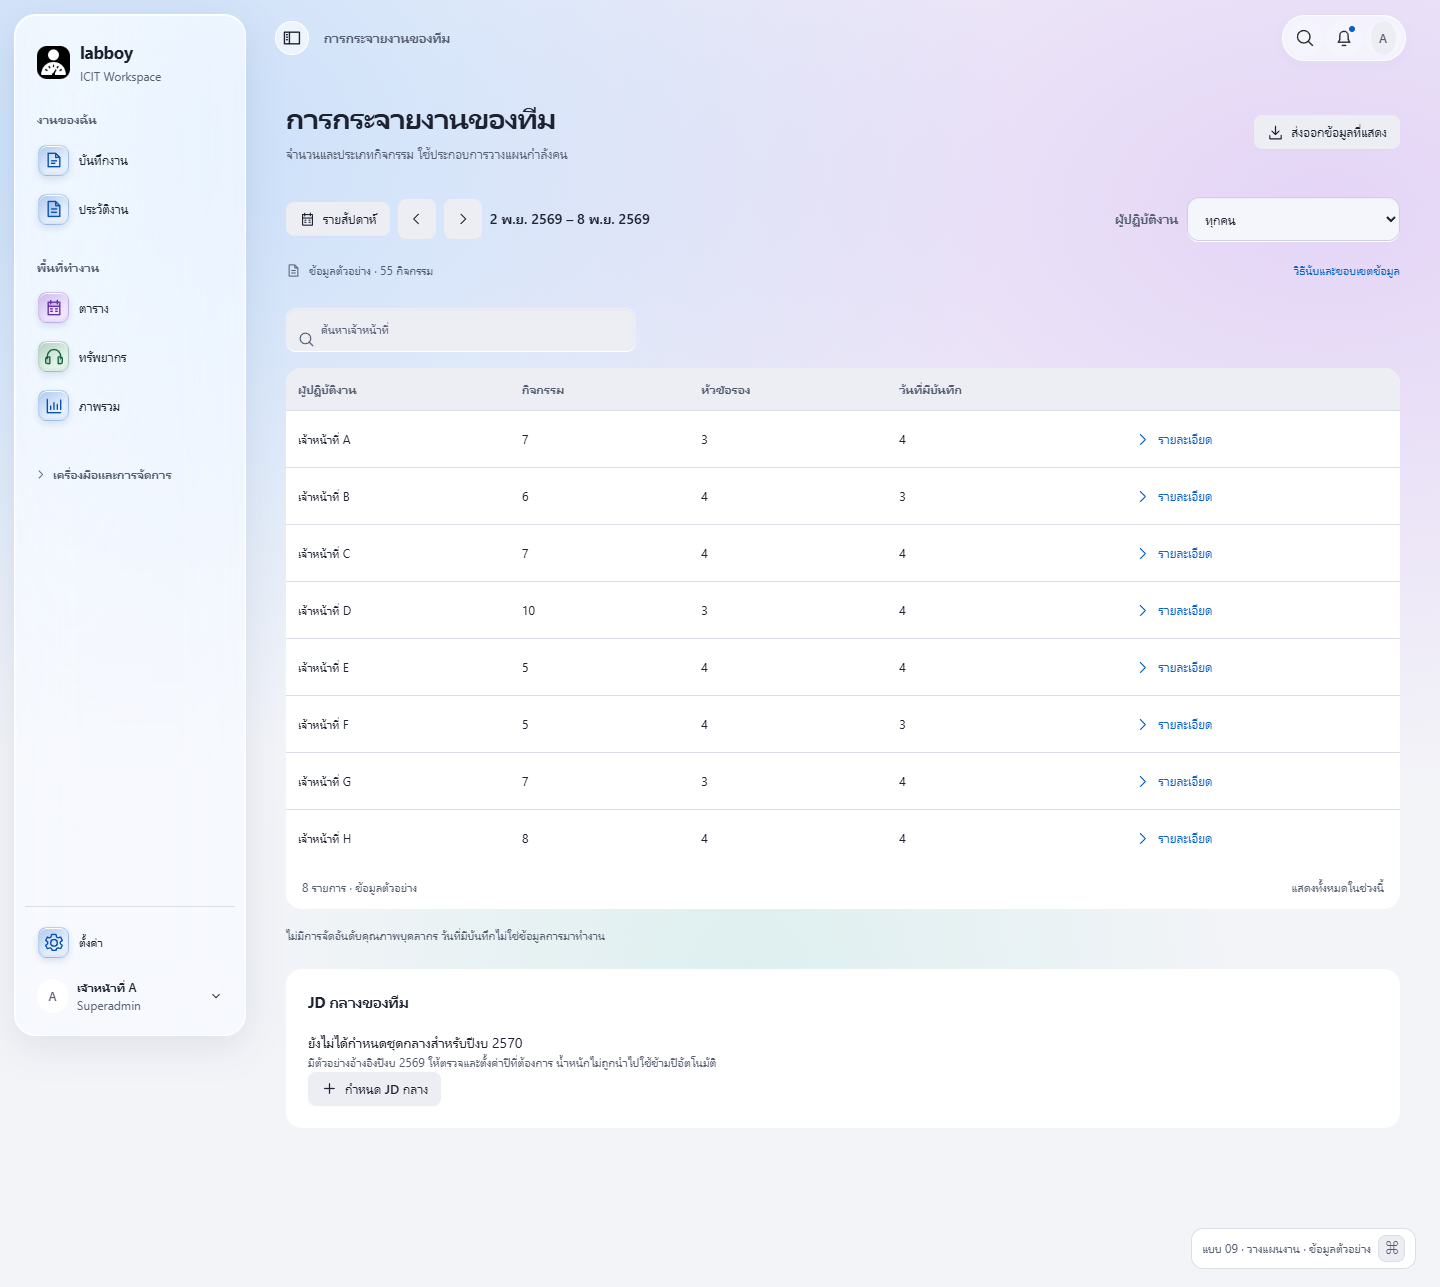 labboy
ICIT Workspace
งานของฉัน
บันทึกงาน
ประวัติงาน
พื้นที่ทำงาน
ตาราง
ทรัพยากร
ภาพรวม
เครื่องมือและการจัดการ
ตั้งค่า
A
เจ้าหน้าที่ A
Superadmin
การกระจายงานของทีม
A
การกระจายงานของทีม
จำนวนและประเภทกิจกรรม ใช้ประกอบการวางแผนกำลังคน
ส่งออกข้อมูลที่แสดง
รายสัปดาห์
2 พ.ย. 2569 – 8 พ.ย. 2569
ผู้ปฏิบัติงาน
ทุกคน
ข้อมูลตัวอย่าง · 55 กิจกรรม
วิธีนับและขอบเขตข้อมูล
ค้นหาเจ้าหน้าที่
ผู้ปฏิบัติงาน กิจกรรม หัวข้อรอง วันที่มีบันทึก
เจ้าหน้าที่ A 7 3 4 รายละเอียด
เจ้าหน้าที่ B 6 4 3 รายละเอียด
เจ้าหน้าที่ C 7 4 4 รายละเอียด
เจ้าหน้าที่ D 10 3 4 รายละเอียด
เจ้าหน้าที่ E 5 4 4 รายละเอียด
เจ้าหน้าที่ F 5 4 3 รายละเอียด
เจ้าหน้าที่ G 7 3 4 รายละเอียด
เจ้าหน้าที่ H 8 4 4 รายละเอียด
8 รายการ · ข้อมูลตัวอย่าง
แสดงทั้งหมดในช่วงนี้
ไม่มีการจัดอันดับคุณภาพบุคลากร วันที่มีบันทึกไม่ใช่ข้อมูลการมาทำงาน
JD กลางของทีม
ยังไม่ได้กำหนดชุดกลางสำหรับปีงบ 2570
มีตัวอย่างอ้างอิงปีงบ 2569 ให้ตรวจและตั้งค่าปีที่ต้องการ น้ำหนักไม่ถูกนำไปใช้ข้ามปีอัตโนมัติ
กำหนด JD กลาง
แบบ 09 · วางแผนงาน · ข้อมูลตัวอย่าง ⌘